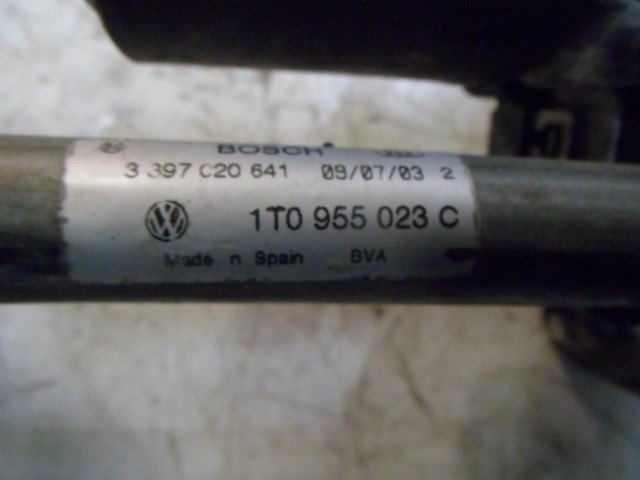 BOSCH
3 397 020 641 09/07/03 2
1T0 955 023 C
Made in Spain BVA